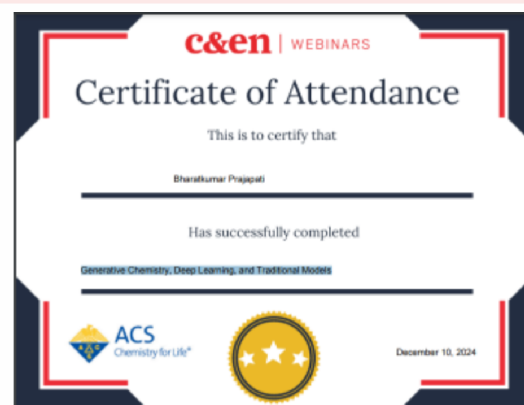 c&en | WEBINARS
Certificate of Attendance
This is to certify that
Bharatkumar Prajapati
Has successfully completed
Generative Chemistry, Deep Learning, and Traditional Models
ACS
Chemistry for Life®
December 10, 2024